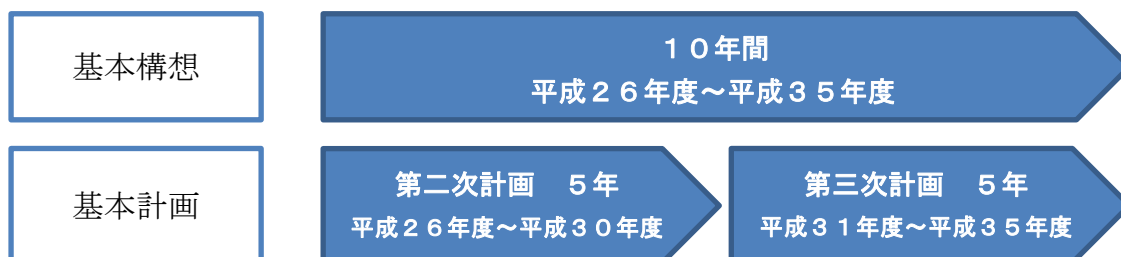 基本構想
１０年間
平成２６年度～平成３５年度
基本計画
第二次計画　５年
平成２６年度～平成３０年度
第三次計画　５年
平成３１年度～平成３５年度